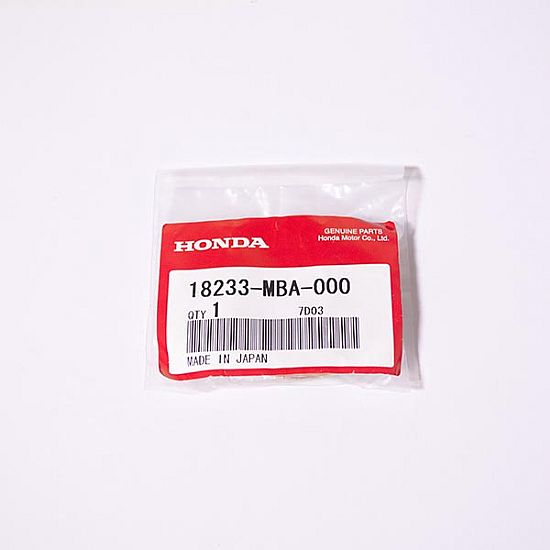 HONDA
GENUINE PARTS
Honda Motor Co., Ltd.
18233-MBA-000
QTY 1 7D03
MADE IN JAPAN